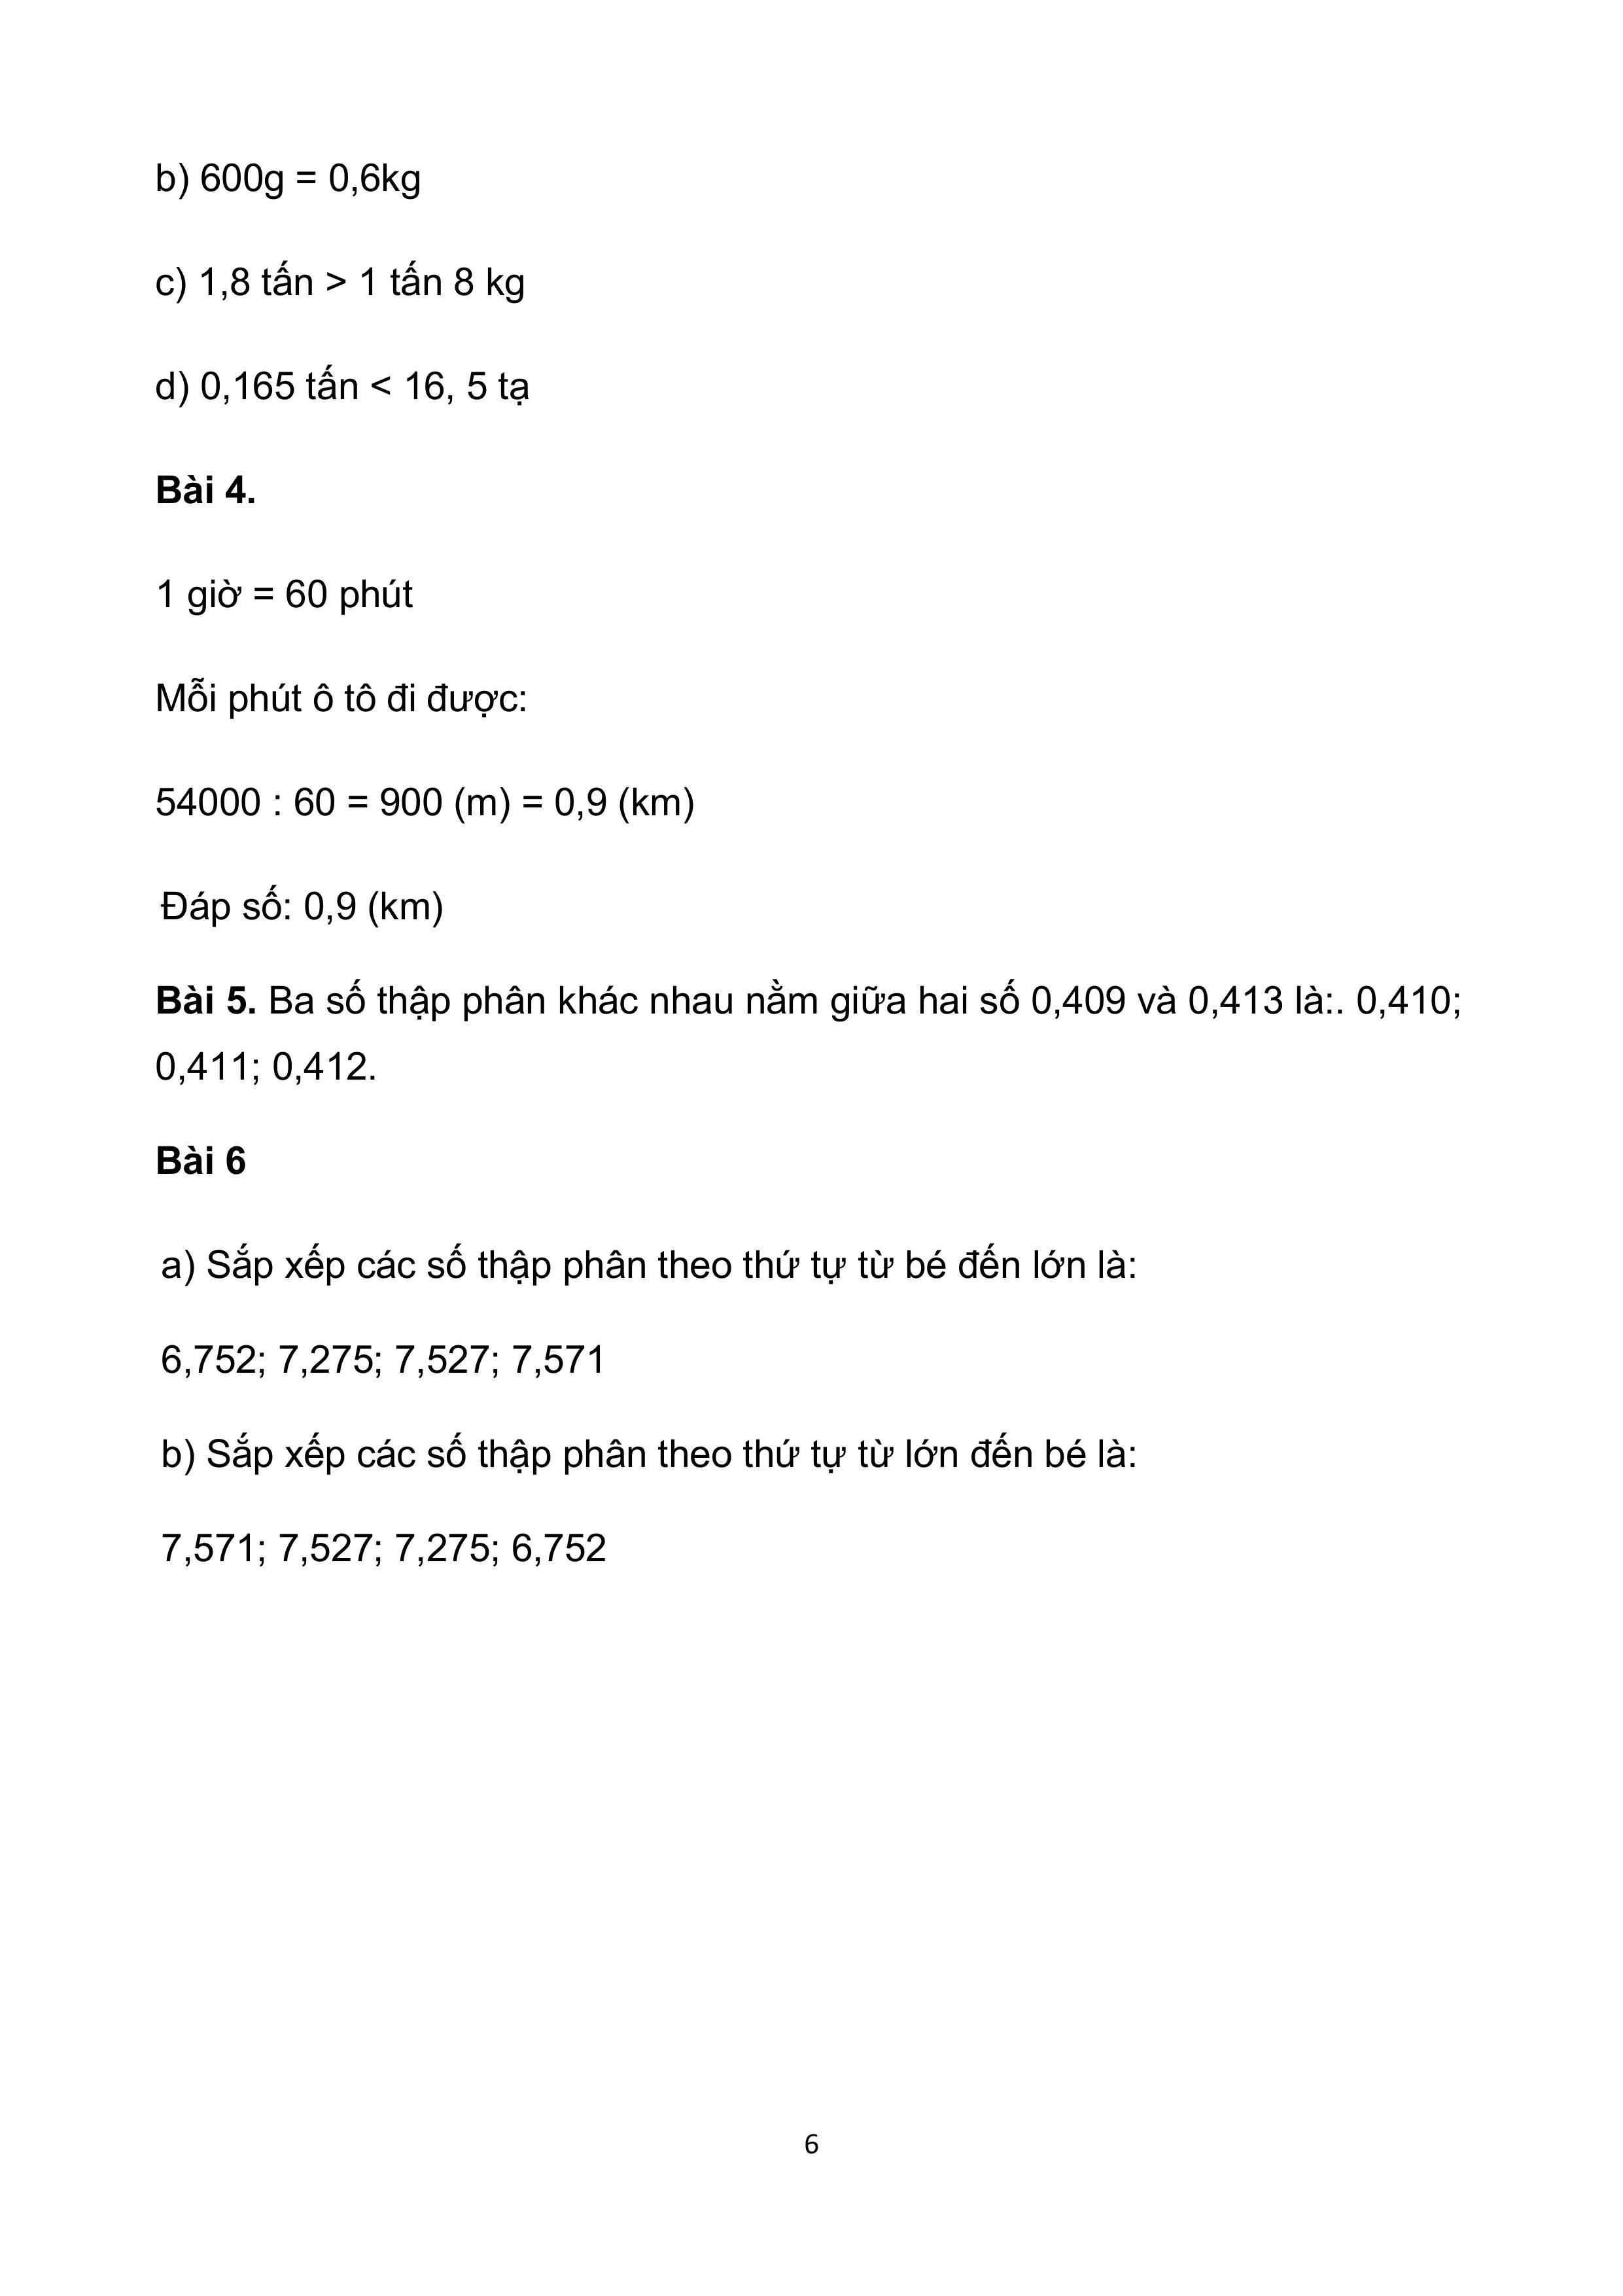 b) 600g = 0,6kg
c) 1,8 tấn > 1 tấn 8 kg
d) 0,165 tấn < 16, 5 tạ
Bài 4.
1 giờ = 60 phút
Mỗi phút ô tô đi được:
54000 : 60 = 900 (m) = 0,9 (km)
Đáp số: 0,9 (km)
Bài 5. Ba số thập phân khác nhau nằm giữa hai số 0,409 và 0,413 là:. 0,410;
0,411; 0,412.
Bài 6
a) Sắp xếp các số thập phân theo thứ tự từ bé đến lớn là:
6,752; 7,275; 7,527; 7,571
b) Sắp xếp các số thập phân theo thứ tự từ lớn đến bé là:
7,571; 7,527; 7,275; 6,752
6